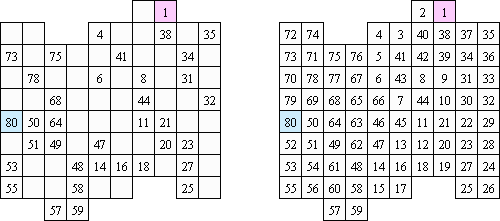 1 2 1
4 38 35 72 74 4 3 40 38 37 35
73 75 41 34 73 71 75 76 5 41 42 39 34 36
78 6 8 31 70 78 77 67 6 43 8 9 31 33
68 44 32 79 69 68 65 66 7 44 10 30 32
80 50 64 11 21 80 50 64 63 46 45 11 21 22 29
51 49 47 20 23 52 51 49 62 47 13 12 20 23 28
53 48 14 16 18 27 53 54 61 48 14 16 18 19 24 27
55 58 25 55 56 60 58 15 17 25 26
57 59 57 59